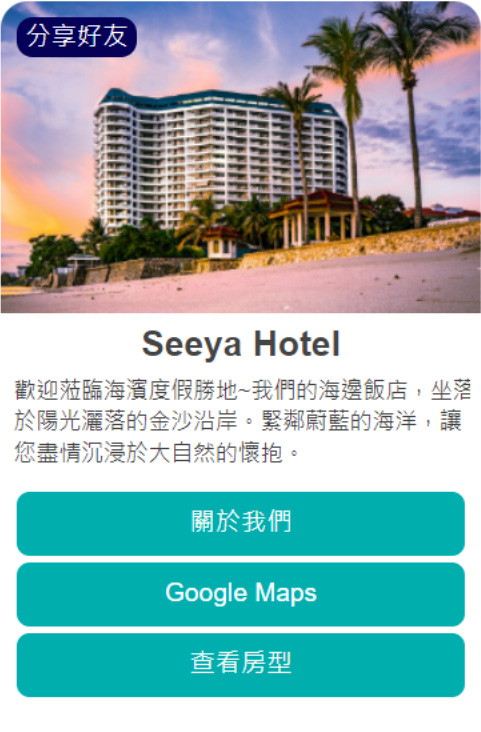 分享好友
Seeya Hotel
歡迎蒞臨海濱度假勝地~我們的海邊飯店，坐落
於陽光灑落的金沙沿岸。緊鄰蔚藍的海洋，讓
您盡情沉浸於大自然的懷抱。
關於我們
Google Maps
查看房型